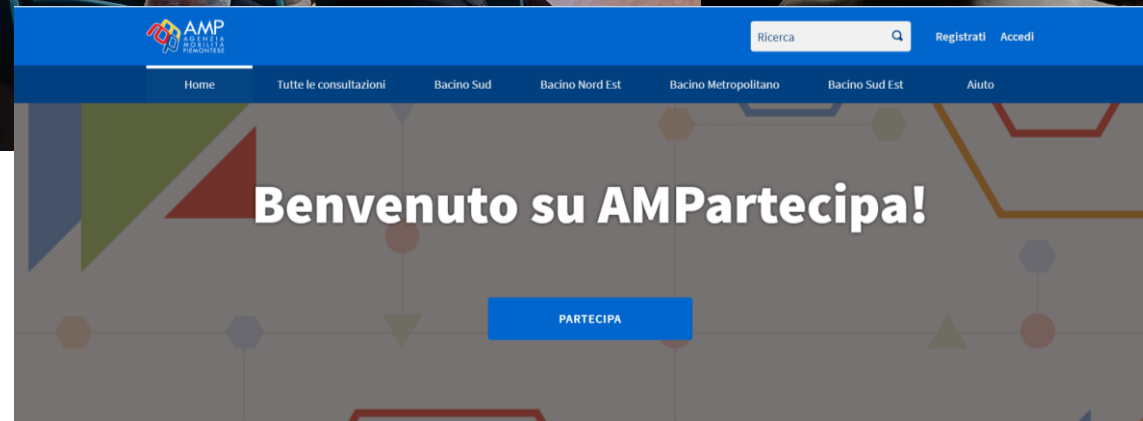 AMP
AGENZIA
MOBILITÀ
PIEMONTESE
Ricerca
Registrati Accedi
Home Tutte le consultazioni Bacino Sud Bacino Nord Est Bacino Metropolitano Bacino Sud Est Aiuto
Benvenuto su AMPartecipa!
PARTECIPA